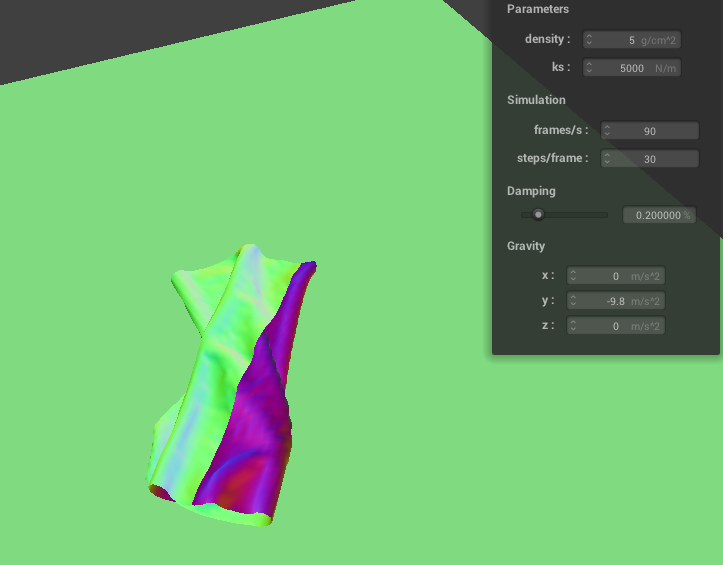 Parameters
density : 5 g/cm^2
ks : 5000 N/m
Simulation
frames/s : 90
steps/frame : 30
Damping
0.200000 %
Gravity
x : 0 m/s^2
y : -9.8 m/s^2
z : 0 m/s^2